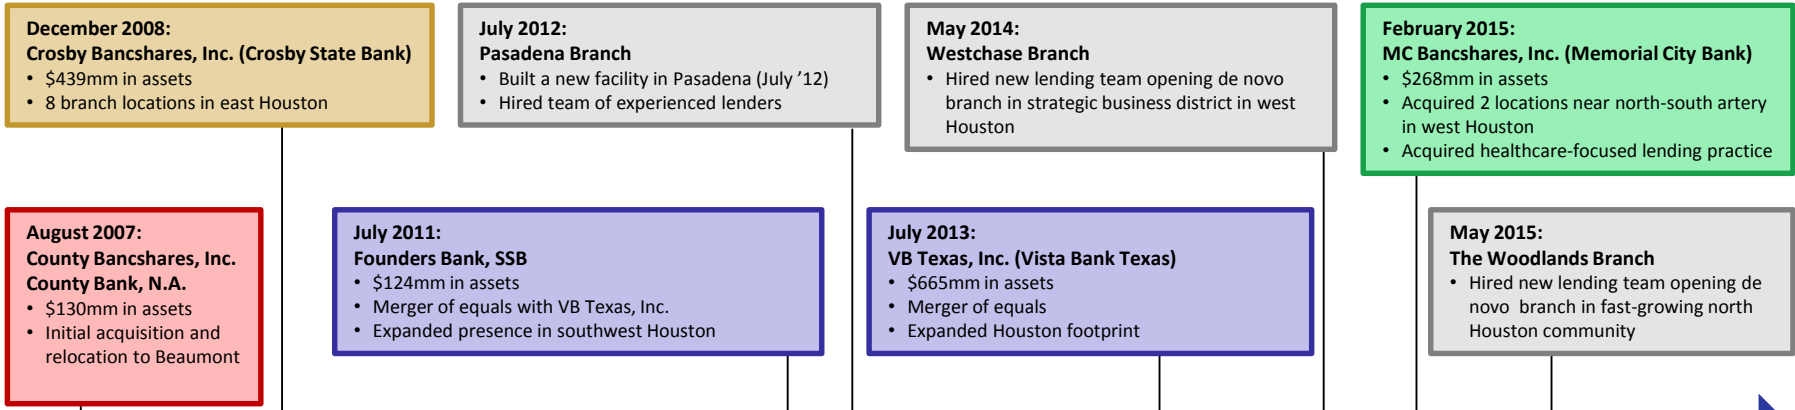 December 2008:
Crosby Bancshares, Inc. (Crosby State Bank)
• $439mm in assets
• 8 branch locations in east Houston
July 2012:
Pasadena Branch
• Built a new facility in Pasadena (July ’12)
• Hired team of experienced lenders
May 2014:
Westchase Branch
• Hired new lending team opening de novo
branch in strategic business district in west
Houston
February 2015:
MC Bancshares, Inc. (Memorial City Bank)
• $268mm in assets
• Acquired 2 locations near north-south artery
in west Houston
• Acquired healthcare-focused lending practice
August 2007:
County Bancshares, Inc.
County Bank, N.A.
• $130mm in assets
• Initial acquisition and
relocation to Beaumont
July 2011:
Founders Bank, SSB
• $124mm in assets
• Merger of equals with VB Texas, Inc.
• Expanded presence in southwest Houston
July 2013:
VB Texas, Inc. (Vista Bank Texas)
• $665mm in assets
• Merger of equals
• Expanded Houston footprint
May 2015:
The Woodlands Branch
• Hired new lending team opening de
novo branch in fast-growing north
Houston community